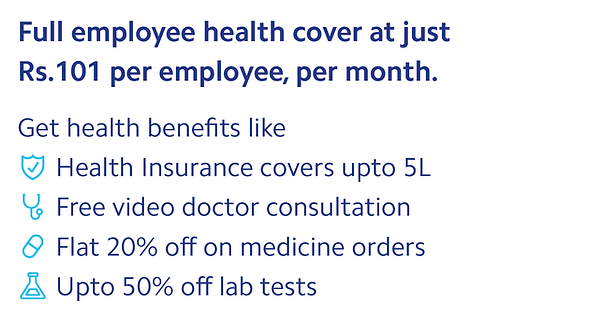 Full employee health cover at just
Rs.101 per employee, per month.
Get health benefits like
Health Insurance covers upto 5L
Free video doctor consultation
Flat 20% off on medicine orders
Upto 50% off lab tests